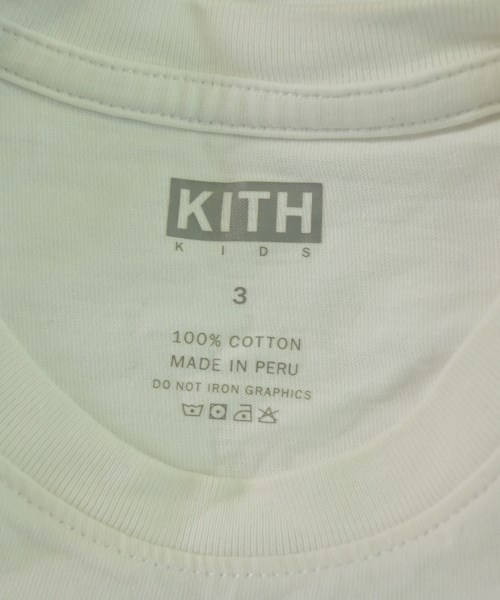 KITH
KIDS
3
100% COTTON
MADE IN PERU
DO NOT IRON GRAPHICS